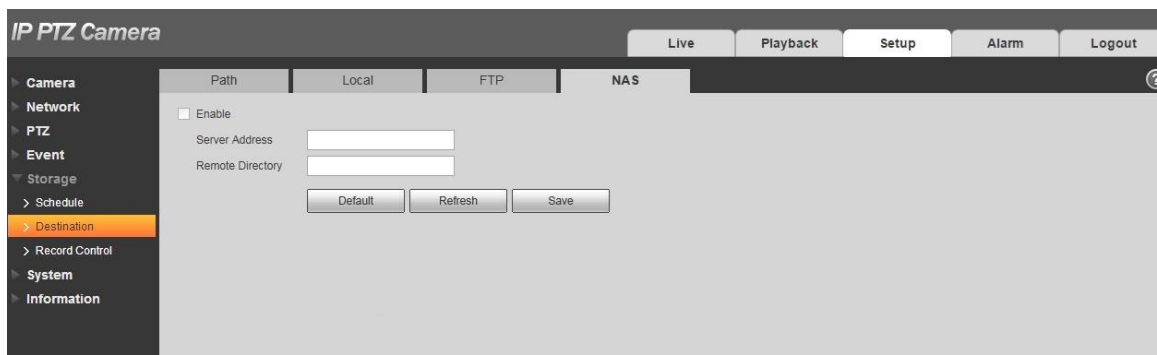 IP PTZ Camera
Live Playback Setup Alarm Logout
Camera
Network
PTZ
Event
Storage
Schedule
Destination
Record Control
System
Information
Path Local FTP NAS
?
Enable
Server Address
Remote Directory
Default Refresh Save